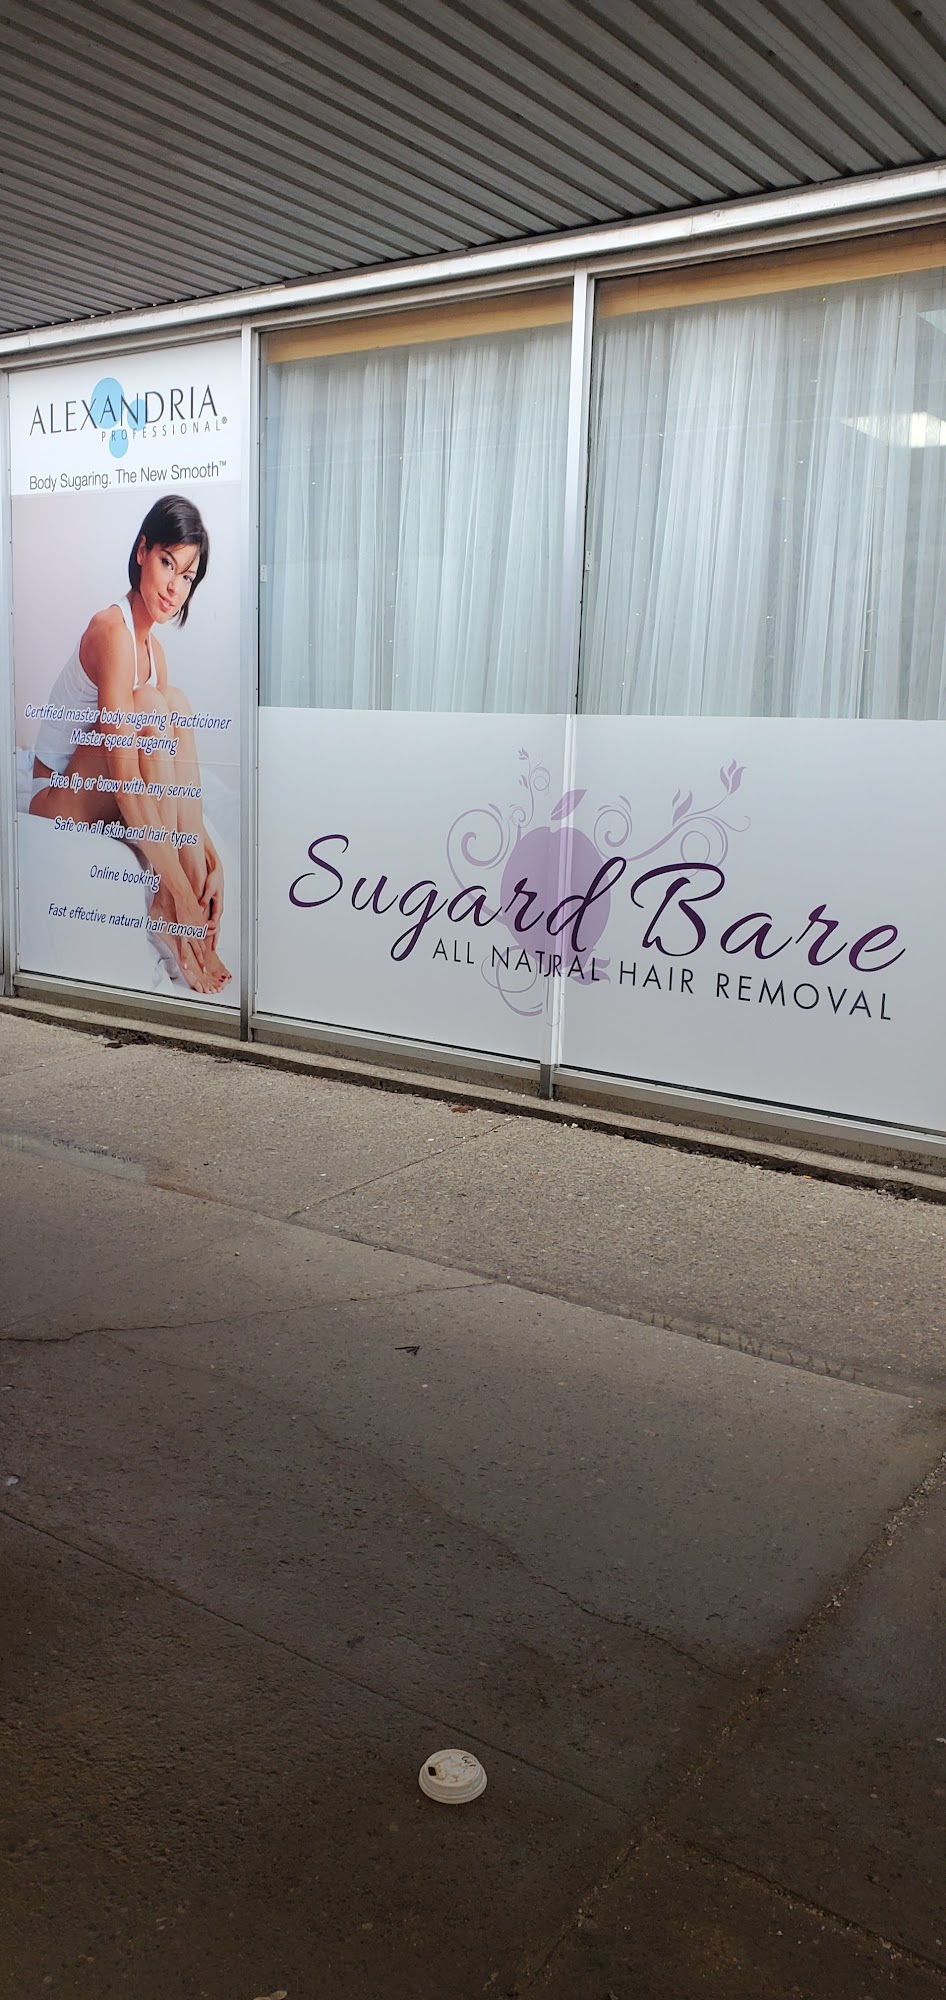 ALEXANDRIA
PROFESSIONAL®
Body Sugaring. The New Smooth™
Certified master body sugaring Practicioner
Master speed sugaring
Free lip or brow with any service
Safe on all skin and hair types
Online booking
Fast effective natural hair removal
Sugard Bare
ALL NATURAL HAIR REMOVAL